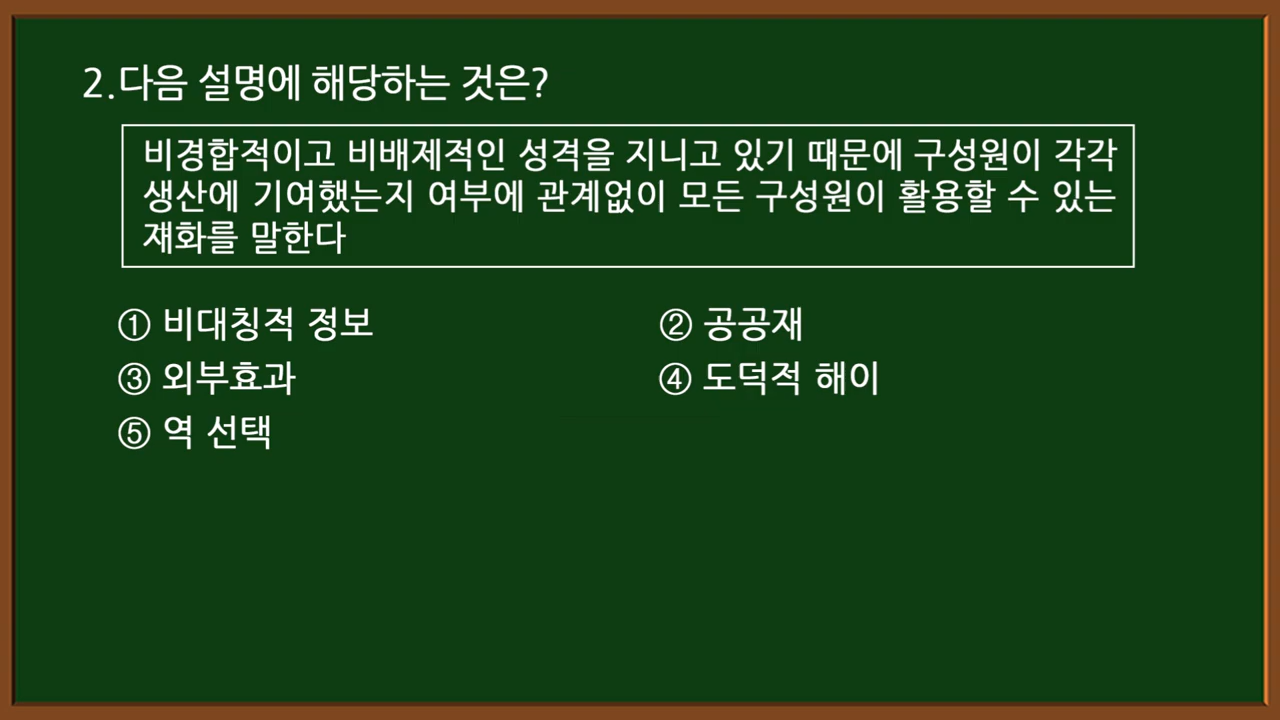 2.다음 설명에 해당하는 것은?
비경합적이고 비배제적인 성격을 지니고 있기 때문에 구성원이 각각
생산에 기여했는지 여부에 관계없이 모든 구성원이 활용할 수 있는
재화를 말한다
① 비대칭적 정보
② 공공재
③ 외부효과
④ 도덕적 해이
⑤ 역 선택